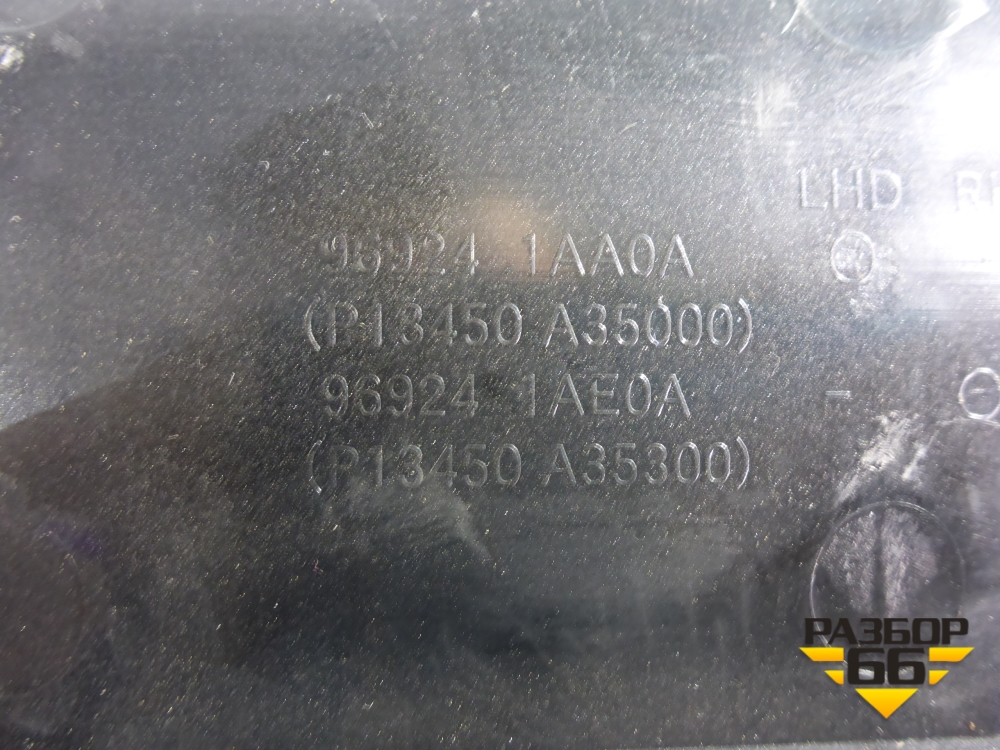 LHD
96924 1AA0A
(P13450 A35000)
96924 1AE0A -
(P13450 A35300)
РАЗБОР
66